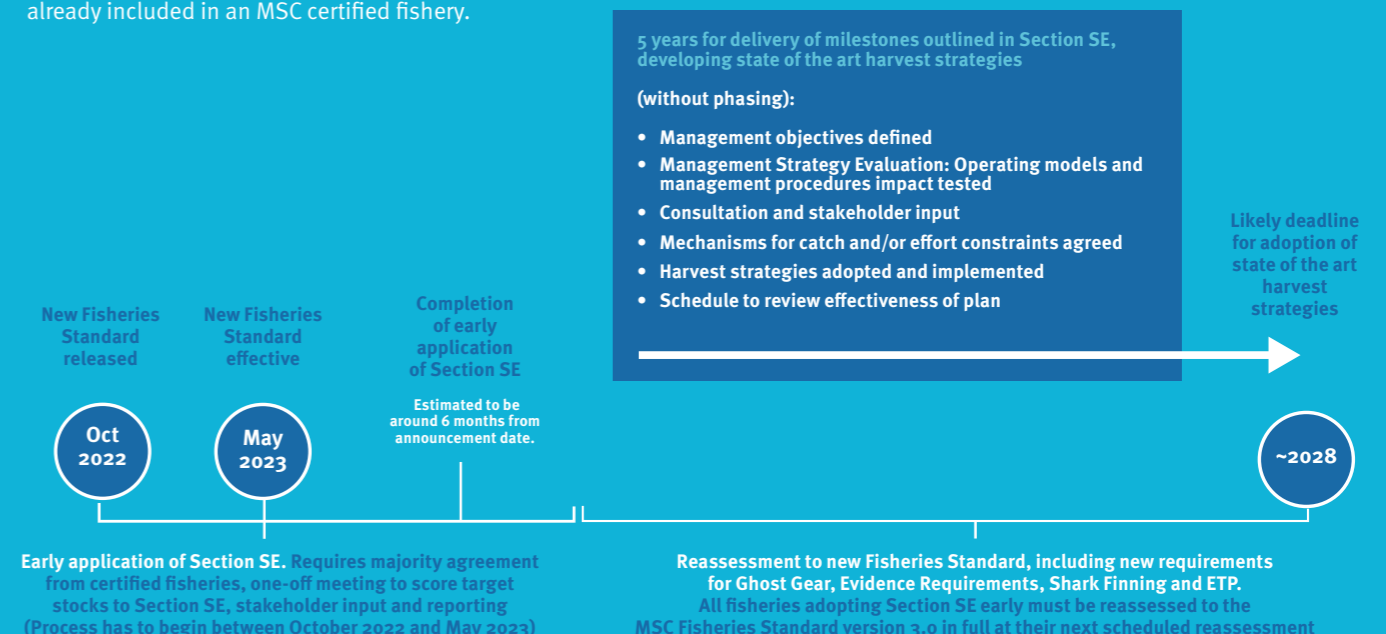 already included in an MSC certified fishery.
5 years for delivery of milestones outlined in Section SE,
developing state of the art harvest strategies
(without phasing):
• Management objectives defined
• Management Strategy Evaluation: Operating models and
management procedures impact tested
• Consultation and stakeholder input
• Mechanisms for catch and/or effort constraints agreed
• Harvest strategies adopted and implemented
• Schedule to review effectiveness of plan
New Fisheries
Standard
released
New Fisheries
Standard
effective
Completion
of early
application
of Section SE
Estimated to be
around 6 months from
announcement date.
Likely deadline
for adoption of
state of the art
harvest
strategies
Oct
2022
May
2023
~2028
Early application of Section SE. Requires majority agreement
from certified fisheries, one-off meeting to score target
stocks to Section SE, stakeholder input and reporting
(Process has to begin between October 2022 and May 2023)
Reassessment to new Fisheries Standard, including new requirements
for Ghost Gear, Evidence Requirements, Shark Finning and ETP.
All fisheries adopting Section SE early must be reassessed to the
MSC Fisheries Standard version 3.0 in full at their next scheduled reassessment